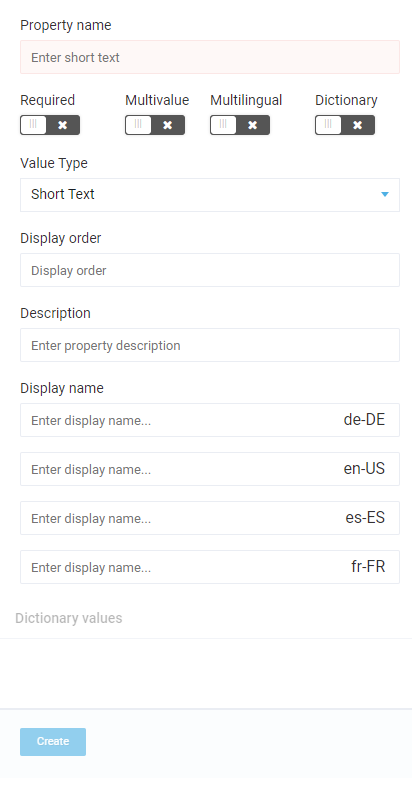 Property name
Enter short text
Required Multivalue Multilingual Dictionary
Value Type
Short Text
Display order
Display order
Description
Enter property description
Display name
Enter display name... de-DE
Enter display name... en-US
Enter display name... es-ES
Enter display name... fr-FR
Dictionary values
Create